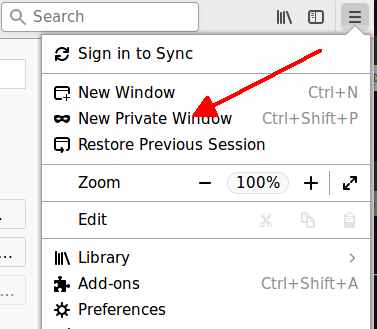 Search
Sign in to Sync
New Window Ctrl+N
New Private Window Ctrl+Shift+P
Restore Previous Session
Zoom 100%
Edit
Library
Add-ons Ctrl+Shift+A
Preferences